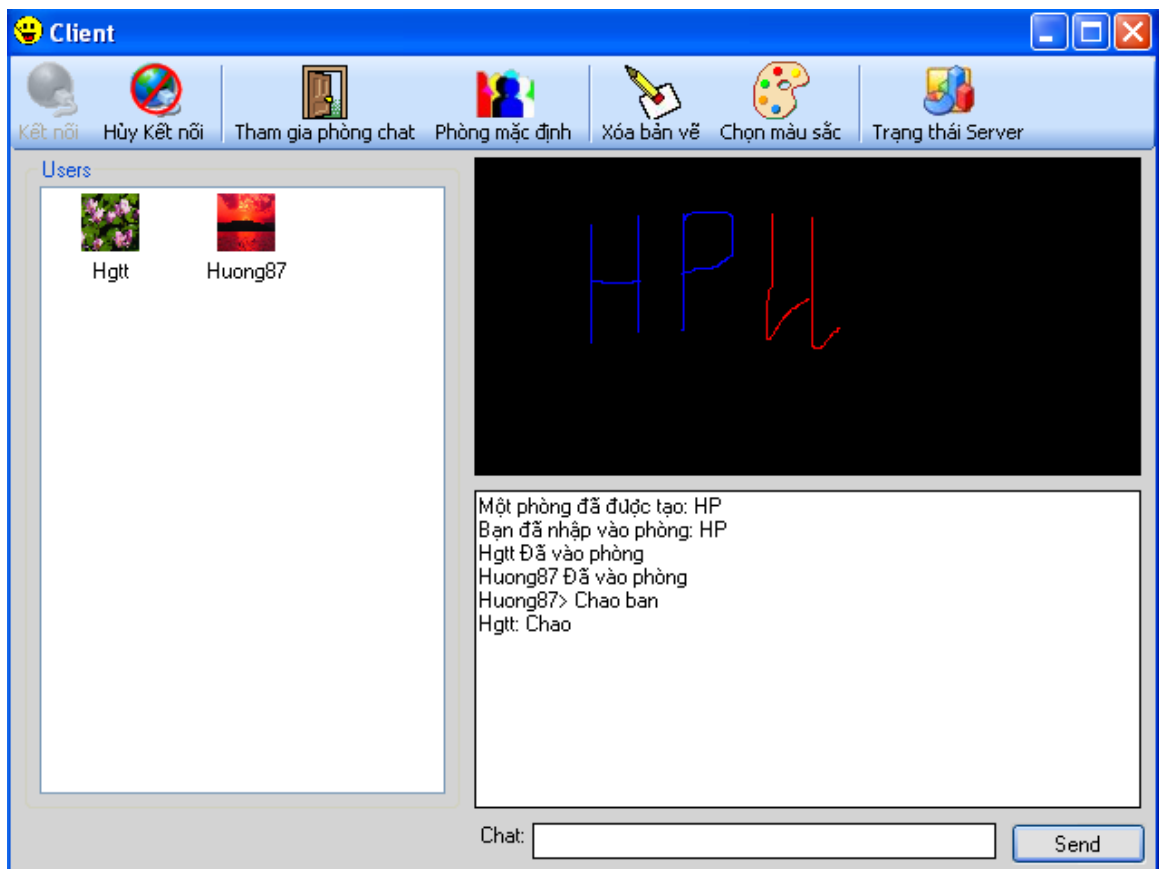 Client
Kết nối Hủy Kết nối Tham gia phòng chat Phòng mặc định Xóa bản vẽ Chọn màu sắc Trạng thái Server
Users
Hgtt Huong87
H P U
Một phòng đã được tạo: HP
Bạn đã nhập vào phòng: HP
Hgtt Đã vào phòng
Huong87 Đã vào phòng
Huong87> Chao ban
Hgtt: Chao
Chat: Send